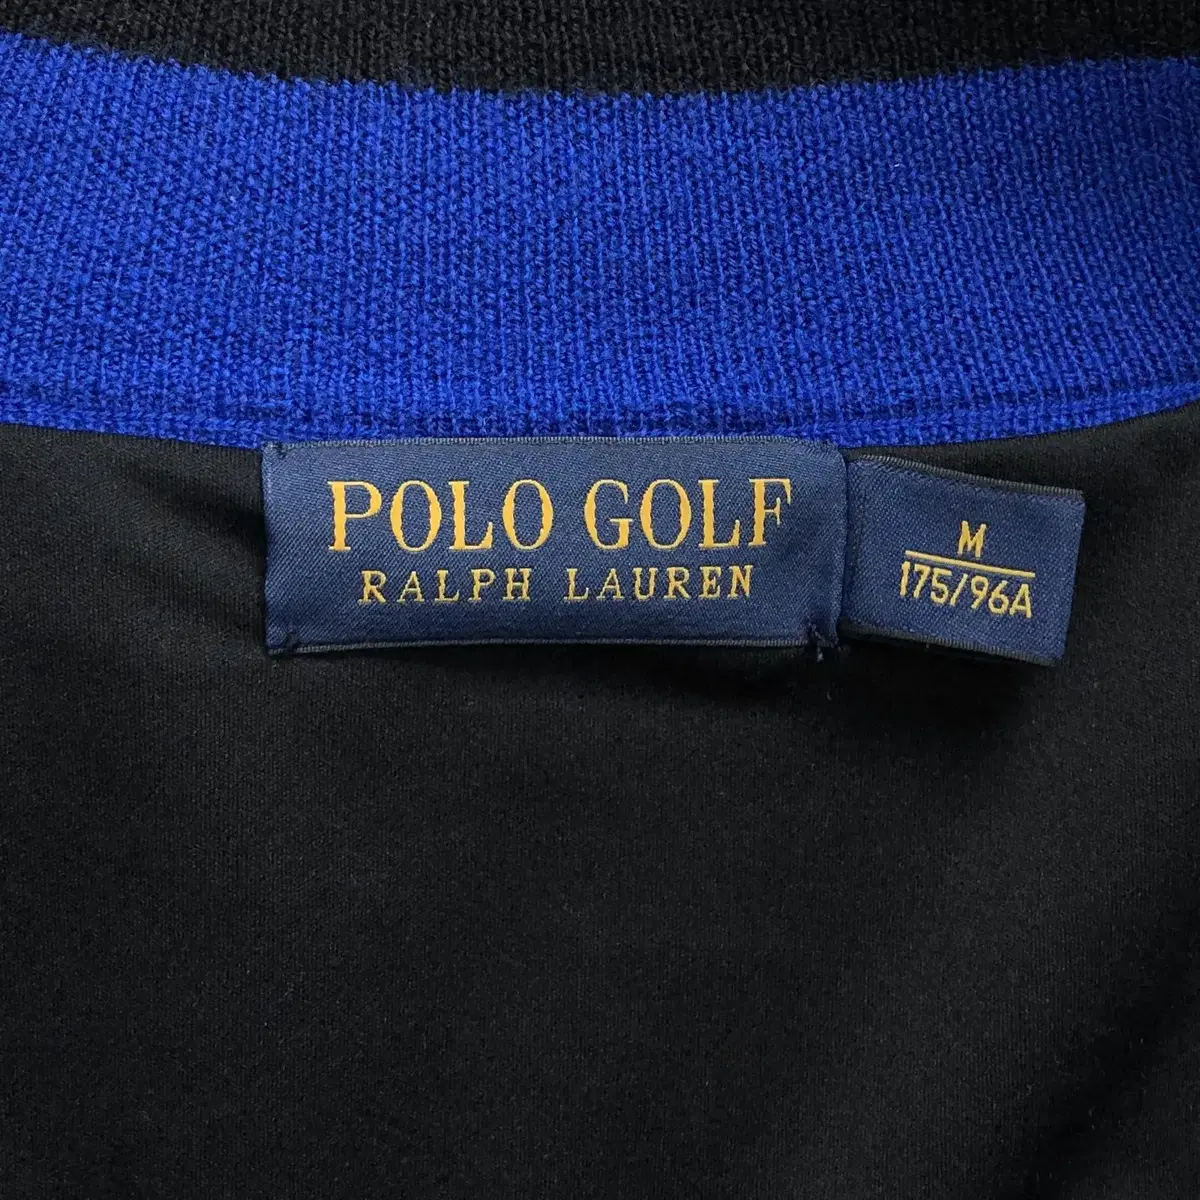 POLO GOLF
RALPH LAUREN
M
175/96A